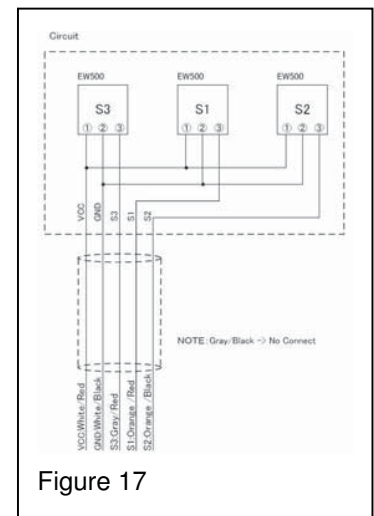 Circuit
EW500 EW500 EW500
S3 S1 S2
① ② ③ ① ② ③ ① ② ③
VCC GND S3 S1 S2
NOTE:Gray/Black -> No Connect
VCC:White/Red
GND:White/Black
S3:Gray/Red
S1:Orange /Red
S2:Orange /Black
Figure 17